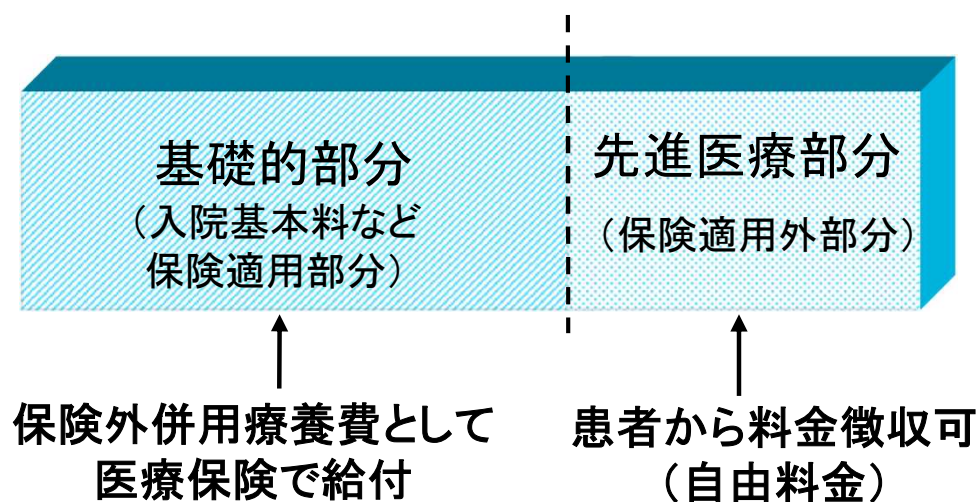 基礎的部分
（入院基本料など
保険適用部分）
先進医療部分
（保険適用外部分）
保険外併用療養費として
医療保険で給付
患者から料金徴収可
（自由料金）